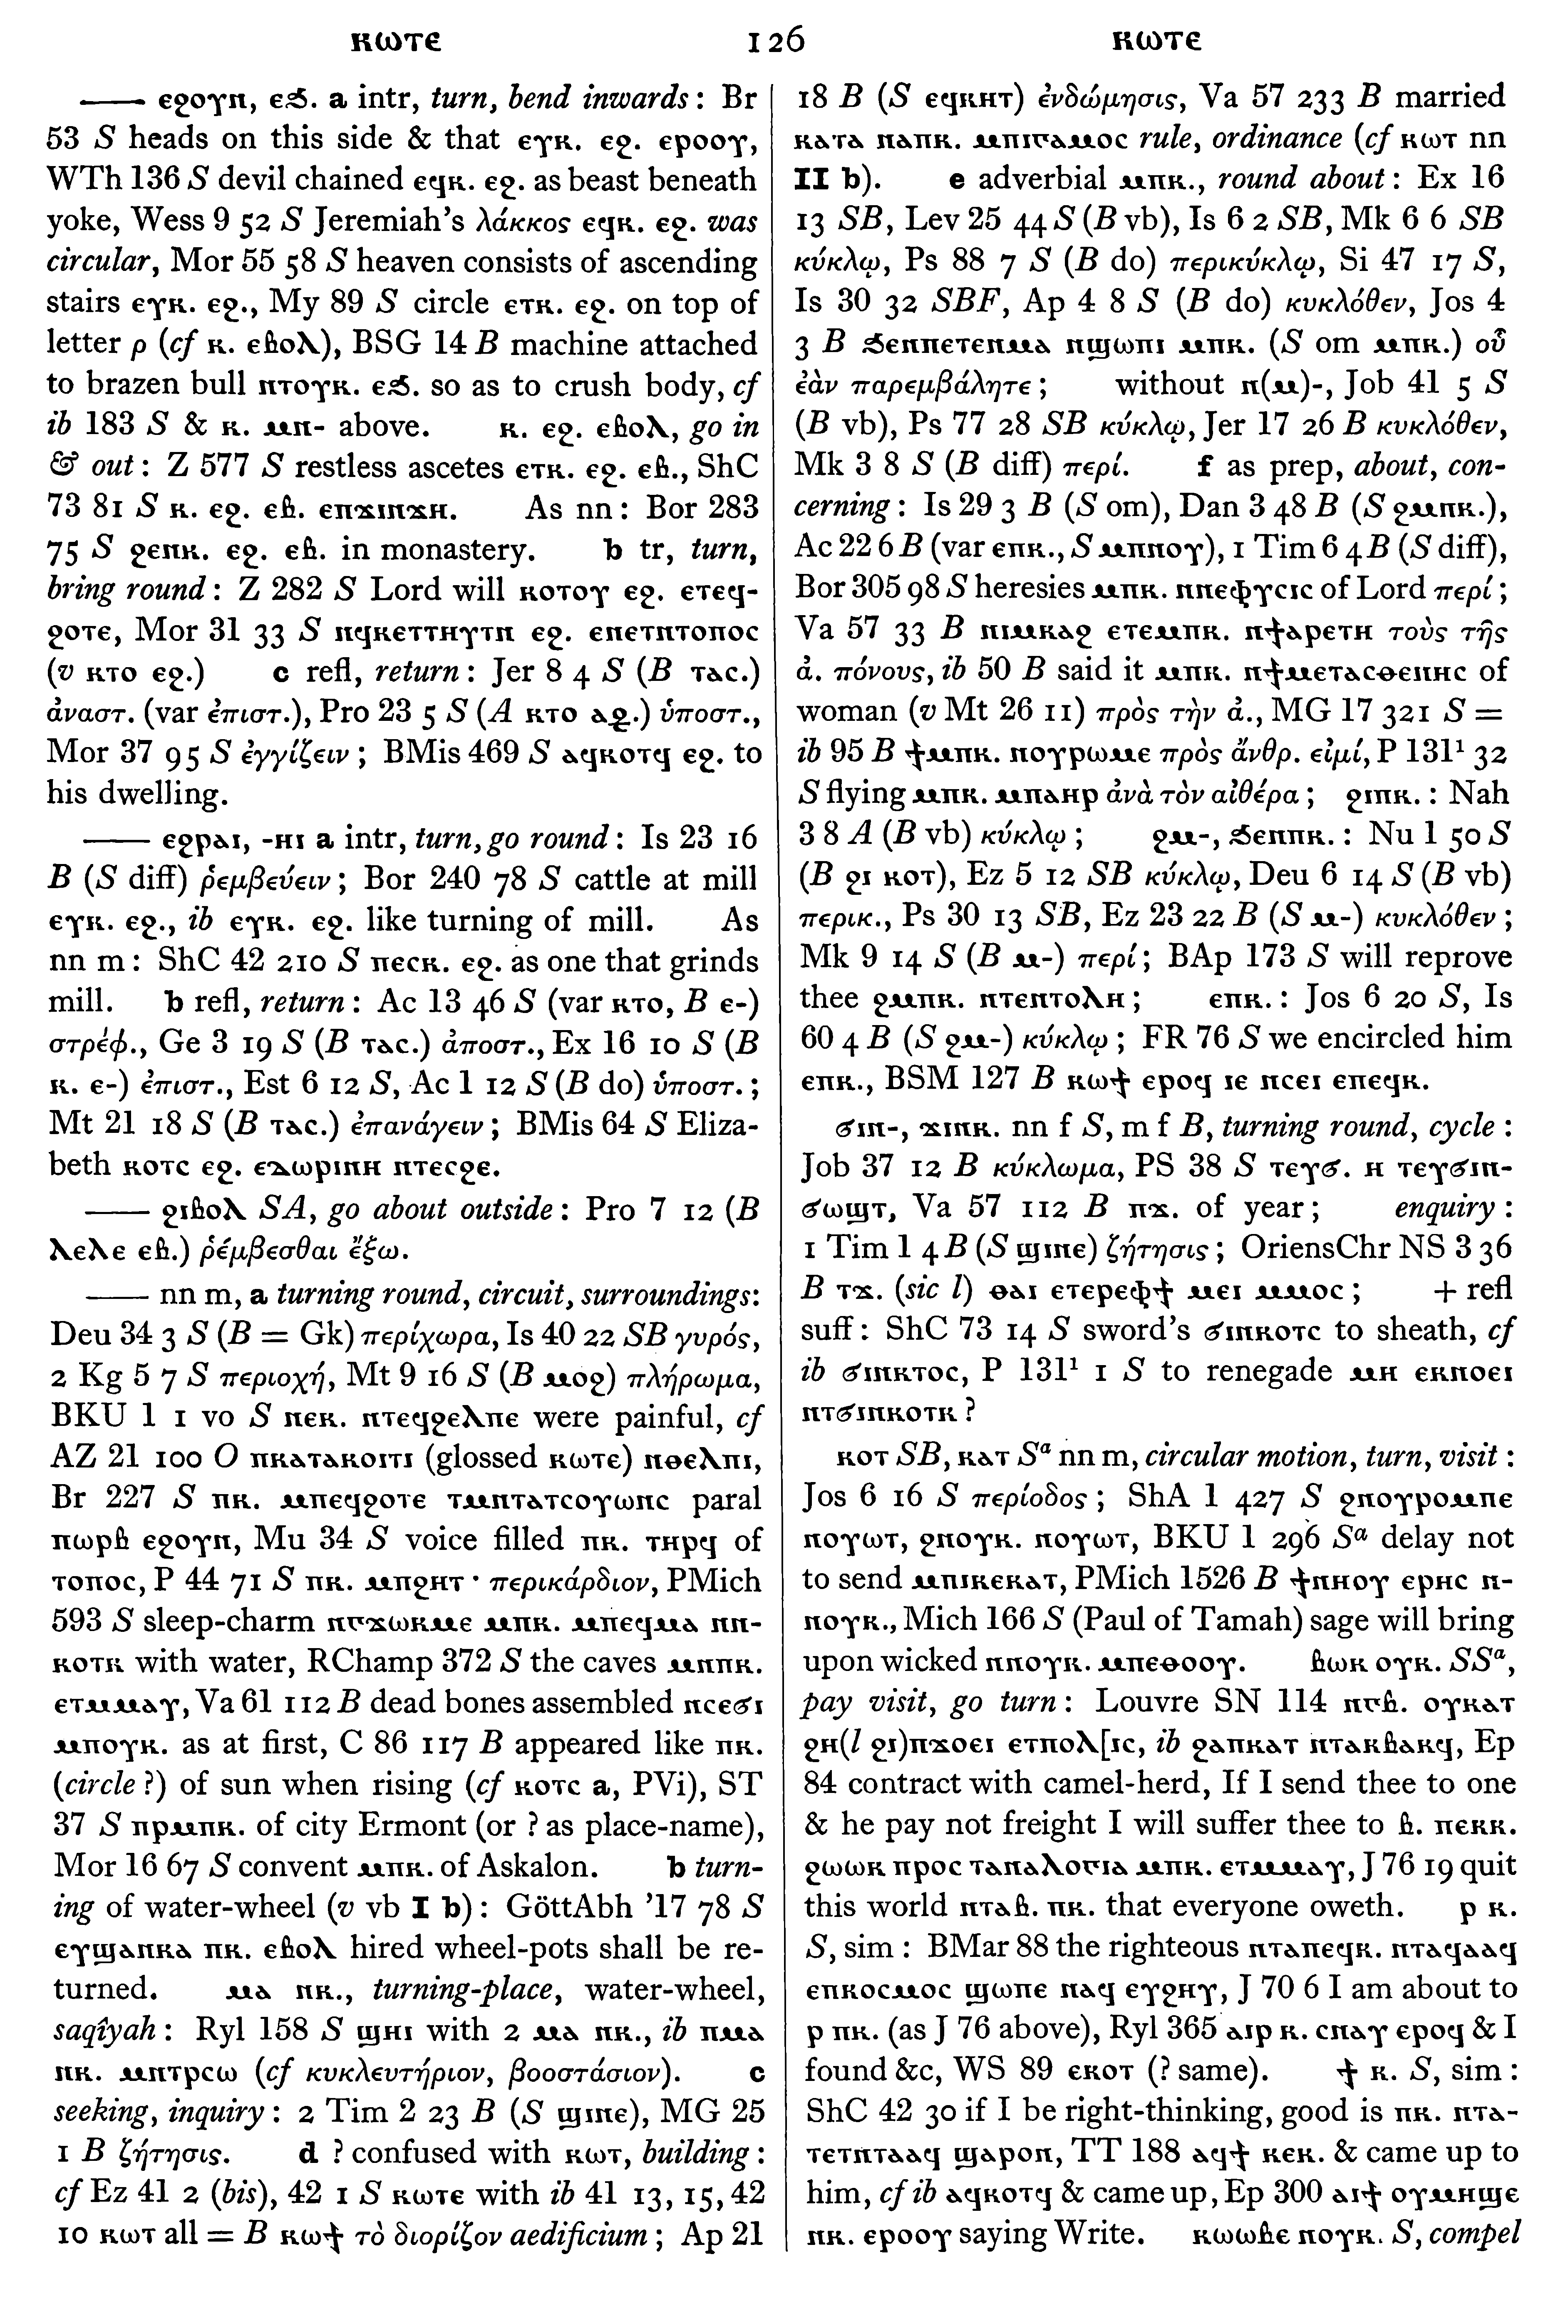 ⲕⲱⲧⲉ 126 ⲕⲱⲧⲉ
—— ⲉϩⲟⲩⲛ, ⲉϧ. a intr, turn, bend inwards: Br
53 S heads on this side & that ⲉⲩⲕ. ⲉϩ. ⲉⲣⲟⲟⲩ,
WTh 136 S devil chained ⲉϥⲕ. ⲉϩ. as beast beneath
yoke, Wess 9 52 S Jeremiah's λάκκος ⲉϥⲕ. ⲉϩ. was
circular, Mor 55 58 S heaven consists of ascending
stairs ⲉⲩⲕ. ⲉϩ., My 89 S circle ⲉⲧⲕ. ⲉϩ. on top of
letter ρ (cf ⲕ. ⲉⲃⲟⲗ), BSG 14 B machine attached
to brazen bull ⲛⲧⲟⲩⲕ. ⲉϧ. so as to crush body, cf
ib 183 S & ⲕ. ⲙⲛ- above. ⲕ. ⲉϩ. ⲉⲃⲟⲗ, go in
& out: Z 577 S restless ascetes ⲉⲧⲕ. ⲉϩ. ⲉⲃ., ShC
73 81 S ⲕ. ⲉϩ. ⲉⲃ. ⲉⲡϫⲓⲛϫⲏ. As nn: Bor 283
75 S ϩⲉⲛⲕ. ⲉϩ. ⲉⲃ. in monastery. b tr, turn,
bring round: Z 282 S Lord will ⲕⲟⲧⲟⲩ ⲉϩ. ⲉⲧⲉϥ-
ϩⲟⲧⲉ, Mor 31 33 S ⲛϥⲕⲉⲧⲧⲏⲩⲧⲛ ⲉϩ. ⲉⲡⲉⲧⲛⲧⲟⲡⲟⲥ
(v ⲕⲧⲟ ⲉϩ.) c refl, return: Jer 8 4 S (B ⲧⲁⲥ.)
ἀναστ. (var ἐπιστ.), Pro 23 5 S (A ⲕⲧⲟ ⲁϩ.) ὑποστ.,
Mor 37 95 S ἐγγίζειν; BMis 469 S ⲁϥⲕⲟⲧϥ ⲉϩ. to
his dwelling.
—— ⲉϩⲣⲁⲓ, -ⲏⲓ a intr, turn, go round: Is 23 16
B (S diff) ῥεμβεύειν; Bor 240 78 S cattle at mill
ⲉⲩⲕ. ⲉϩ., ib ⲉⲩⲕ. ⲉϩ. like turning of mill. As
nn m: ShC 42 210 S ⲡⲉⲥⲕ. ⲉϩ. as one that grinds
mill. b refl, return: Ac 13 46 S (var ⲕⲧⲟ, B ⲉ-)
στρέφ., Ge 3 19 S (B ⲧⲁⲥ.) ἀποστ., Ex 16 10 S (B
ⲕ. ⲉ-) ἐπιστ., Est 6 12 S, Ac 1 12 S (B do) ὑποστ.;
Mt 21 18 S (B ⲧⲁⲥ.) ἐπανάγειν; BMis 64 S Eliza-
beth ⲕⲟⲧⲥ ⲉϩ. ⲉⲭⲱⲣⲓⲛⲏ ⲛⲧⲉⲥϩⲉ.
—— ϩⲓⲃⲟⲗ SA, go about outside: Pro 7 12 (B
ⲗⲉⲗⲉ ⲉⲃ.) ῥέμβεσθαι ἔξω.
—— nn m, a turning round, circuit, surroundings:
Deu 34 3 S (B = Gk) περίχωρα, Is 40 22 SB γυρός,
2 Kg 5 7 S περιοχή, Mt 9 16 S (B ⲙⲟϩ) πλήρωμα,
BKU 1 1 vo S ⲡⲉⲕ. ⲛⲧⲉϥϩⲉⲗⲡⲉ were painful, cf
AZ 21 100 O ⲡⲕⲁⲧⲁⲕⲟⲓⲧⲓ (glossed ⲕⲱⲧⲉ) ⲛⲑⲉⲗⲡⲓ,
Br 227 S ⲡⲕ. ⲙⲡⲉϥϩⲟⲧⲉ ⲧⲙⲛⲧⲁⲧⲥⲟⲩⲱⲛⲥ paral
ⲡⲱⲣⲃ ⲉϩⲟⲩⲛ, Mu 34 S voice filled ⲡⲕ. ⲧⲏⲣϥ of
ⲧⲟⲡⲟⲥ, P 44 71 S ⲡⲕ. ⲙⲡϩⲏⲧ · περικάρδιον, PMich
593 S sleep-charm ⲛⲅϫⲱⲕⲙⲉ ⲙⲡⲕ. ⲙⲡⲉϥⲙⲁ ⲛⲛ-
ⲕⲟⲧⲕ with water, RChamp 372 S the caves ⲙⲡⲡⲕ.
ⲉⲧⲙⲙⲁⲩ, Va 61 112 B dead bones assembled ⲛⲥⲉϭⲓ
ⲙⲡⲟⲩⲕ. as at first, C 86 117 B appeared like ⲡⲕ.
(circle ?) of sun when rising (cf ⲕⲟⲧⲥ a, PVi), ST
37 S ⲡⲣⲙⲡⲕ. of city Ermont (or ? as place-name),
Mor 16 67 S convent ⲙⲡⲕ. of Askalon. b turn-
ing of water-wheel (v vb I b): GöttAbh '17 78 S
ⲉⲩϣⲁⲛⲕⲁ ⲡⲕ. ⲉⲃⲟⲗ hired wheel-pots shall be re-
turned. ⲙⲁ ⲛⲕ., turning-place, water-wheel,
saqîyah: Ryl 158 S ϣⲏⲓ with 2 ⲙⲁ ⲛⲕ., ib ⲡⲙⲁ
ⲛⲕ. ⲙⲛⲧⲣⲥⲱ (cf κυκλευτήριον, βοοστάσιον). c
seeking, inquiry: 2 Tim 2 23 B (S ϣⲓⲛⲉ), MG 25
1 B ζήτησις. d ? confused with ⲕⲱⲧ, building:
cf Ez 41 2 (bis), 42 1 S ⲕⲱⲧⲉ with ib 41 13, 15, 42
10 ⲕⲱⲧ all = B ⲕⲱϯ τὸ διορίζον aedificium; Ap 21
18 B (S ⲉϥⲕⲏⲧ) ἐνδώμησις, Va 57 233 B married
ⲕⲁⲧⲁ ⲡⲁⲡⲕ. ⲙⲡⲓⲅⲁⲙⲟⲥ rule, ordinance (cf ⲕⲱⲧ nn
II b). e adverbial ⲙⲡⲕ., round about: Ex 16
13 SB, Lev 25 44 S (B vb), Is 6 2 SB, Mk 6 6 SB
κύκλῳ, Ps 88 7 S (B do) περικύκλῳ, Si 47 17 S,
Is 30 32 SBF, Ap 4 8 S (B do) κυκλόθεν, Jos 4
3 B ϧⲉⲛⲡⲉⲧⲉⲛⲙⲁ ⲛϣⲱⲡⲓ ⲙⲡⲕ. (S om ⲙⲡⲕ.) οὗ
ἐὰν παρεμβάλητε; without ⲛ(ⲙ)-, Job 41 5 S
(B vb), Ps 77 28 SB κύκλῳ, Jer 17 26 B κυκλόθεν,
Mk 3 8 S (B diff) περί. f as prep, about, con-
cerning: Is 29 3 B (S om), Dan 3 48 B (S ϩⲙⲡⲕ.),
Ac 22 6 B (var ⲉⲡⲕ., S ⲙⲡⲛⲟⲩ), 1 Tim 6 4 B (S diff),
Bor 305 98 S heresies ⲙⲡⲕ. ⲛⲛⲉⲫⲩⲥⲓⲥ of Lord περί;
Va 57 33 B ⲡⲓⲙⲕⲁϩ ⲉⲧⲉⲙⲡⲕ. ⲛϯⲁⲣⲉⲧⲏ τοὺς τῆς
ἀ. πόνους, ib 50 B said it ⲙⲡⲕ. ⲛϯⲙⲉⲧⲁⲥⲑⲉⲛⲏⲥ of
woman (v Mt 26 11) πρὸς τὴν ἀ., MG 17 321 S =
ib 95 B ϯⲙⲡⲕ. ⲛⲟⲩⲣⲱⲙⲉ πρὸς ἄνθρ. εἰμί, P 131¹ 32
S flying ⲙⲡⲕ. ⲙⲡⲁⲏⲣ ἀνὰ τὸν αἰθέρα; ϩⲓⲡⲕ.: Nah
3 8 A (B vb) κύκλῳ; ϩⲙ-, ϧⲉⲛⲡⲕ.: Nu 1 50 S
(B ϩⲓ ⲕⲟⲧ), Ez 5 12 SB κύκλῳ, Deu 6 14 S (B vb)
περικ., Ps 30 13 SB, Ez 23 22 B (S ⲙ-) κυκλόθεν;
Mk 9 14 S (B ⲙ-) περί; BAp 173 S will reprove
thee ϩⲙⲡⲕ. ⲛⲧⲉⲛⲧⲟⲗⲏ; ⲉⲡⲕ.: Jos 6 20 S, Is
60 4 B (S ϩⲙ-) κύκλῳ; FR 76 S we encircled him
ⲉⲡⲕ., BSM 127 B ⲕⲱϯ ⲉⲣⲟϥ ⲓⲉ ⲛⲥⲉⲓ ⲉⲡⲉϥⲕ.
ϭⲓⲛ-, ϫⲓⲛⲕ. nn f S, m f B, turning round, cycle:
Job 37 12 B κύκλωμα, PS 38 S ⲧⲉⲩϭ. ⲏ ⲧⲉⲩϭⲓⲛ-
ϭⲱϣⲧ, Va 57 112 B ⲡϫ. of year; enquiry:
1 Tim 1 4 B (S ϣⲓⲛⲉ) ζήτησις; OriensChr NS 3 36
B ⲧϫ. (sic l) ⲑⲁⲓ ⲉⲧⲉⲣⲉⲫϯ ⲙⲉⲓ ⲙⲙⲟⲥ; + refl
suff: ShC 73 14 S sword's ϭⲓⲛⲕⲟⲧⲥ to sheath, cf
ib ϭⲓⲛⲕⲧⲟⲥ, P 131¹ 1 S to renegade ⲙⲏ ⲉⲕⲛⲟⲉⲓ
ⲛⲧϭⲓⲛⲕⲟⲧⲕ?
ⲕⲟⲧ SB, ⲕⲁⲧ Sᵃ nn m, circular motion, turn, visit:
Jos 6 16 S περίοδος; ShA 1 427 S ϩⲛⲟⲩⲣⲟⲙⲡⲉ
ⲛⲟⲩⲱⲧ, ϩⲛⲟⲩⲕ. ⲛⲟⲩⲱⲧ, BKU 1 296 Sᵃ delay not
to send ⲙⲡⲓⲕⲉⲕⲁⲧ, PMich 1526 B ϯⲛⲏⲟⲩ ⲉⲣⲏⲥ ⲛ-
ⲛⲟⲩⲕ., Mich 166 S (Paul of Tamah) sage will bring
upon wicked ⲛⲛⲟⲩⲕ. ⲙⲡⲉⲑⲟⲟⲩ. ⲃⲱⲕ ⲟⲩⲕ. SSᵃ,
pay visit, go turn: Louvre SN 114 ⲛⲅⲃ. ⲟⲩⲕⲁⲧ
ϩⲏ(l ϩⲓ)ⲡϫⲟⲉⲓ ⲉⲧⲡⲟⲗ[ⲓⲥ, ib ϩⲁⲡⲕⲁⲧ ⲛⲧⲁⲕⲃⲁⲕϥ, Ep
84 contract with camel-herd, If I send thee to one
& he pay not freight I will suffer thee to ⲃ. ⲡⲉⲕⲕ.
ϩⲱⲱⲕ ⲡⲣⲟⲥ ⲧⲁⲡⲁⲗⲟⲅⲓⲁ ⲙⲡⲕ. ⲉⲧⲙⲙⲁⲩ, J 76 19 quit
this world ⲛⲧⲁⲃ. ⲡⲕ. that everyone oweth. ⲣ ⲕ.
S, sim: BMar 88 the righteous ⲛⲧⲁⲡⲉϥⲕ. ⲛⲧⲁϥⲁⲁϥ
ⲉⲡⲕⲟⲥⲙⲟⲥ ϣⲱⲡⲉ ⲛⲁϥ ⲉⲩϩⲏⲩ, J 70 6 I am about to
ⲣ ⲡⲕ. (as J 76 above), Ryl 365 ⲁⲓⲣ ⲕ. ⲥⲛⲁⲩ ⲉⲣⲟϥ & I
found &c, WS 89 ⲉⲕⲟⲧ (? same). ϯ ⲕ. S, sim:
ShC 42 30 if I be right-thinking, good is ⲡⲕ. ⲛⲧⲁ-
ⲧⲉⲧⲛⲧⲁⲁϥ ϣⲁⲣⲟⲛ, TT 188 ⲁϥϯ ⲕⲉⲕ. & came up to
him, cf ib ⲁϥⲕⲟⲧϥ & came up, Ep 300 ⲁⲓϯ ⲟⲩⲙⲏⲏϣⲉ
ⲛⲕ. ⲉⲣⲟⲟⲩ saying Write. ⲕⲱⲱⲃⲉ ⲛⲟⲩⲕ. S, compel